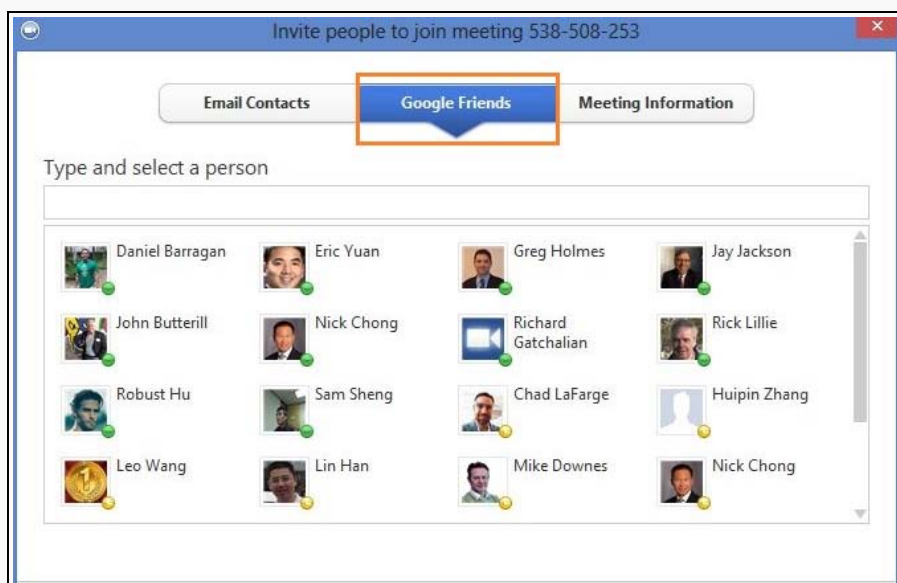 Invite people to join meeting 538-508-253
Email Contacts
Google Friends
Meeting Information
Type and select a person
Daniel Barragan
Eric Yuan
Greg Holmes
Jay Jackson
John Butterill
Nick Chong
Richard
Gatchalian
Rick Lillie
Robust Hu
Sam Sheng
Chad LaFarge
Huipin Zhang
Leo Wang
Lin Han
Mike Downes
Nick Chong